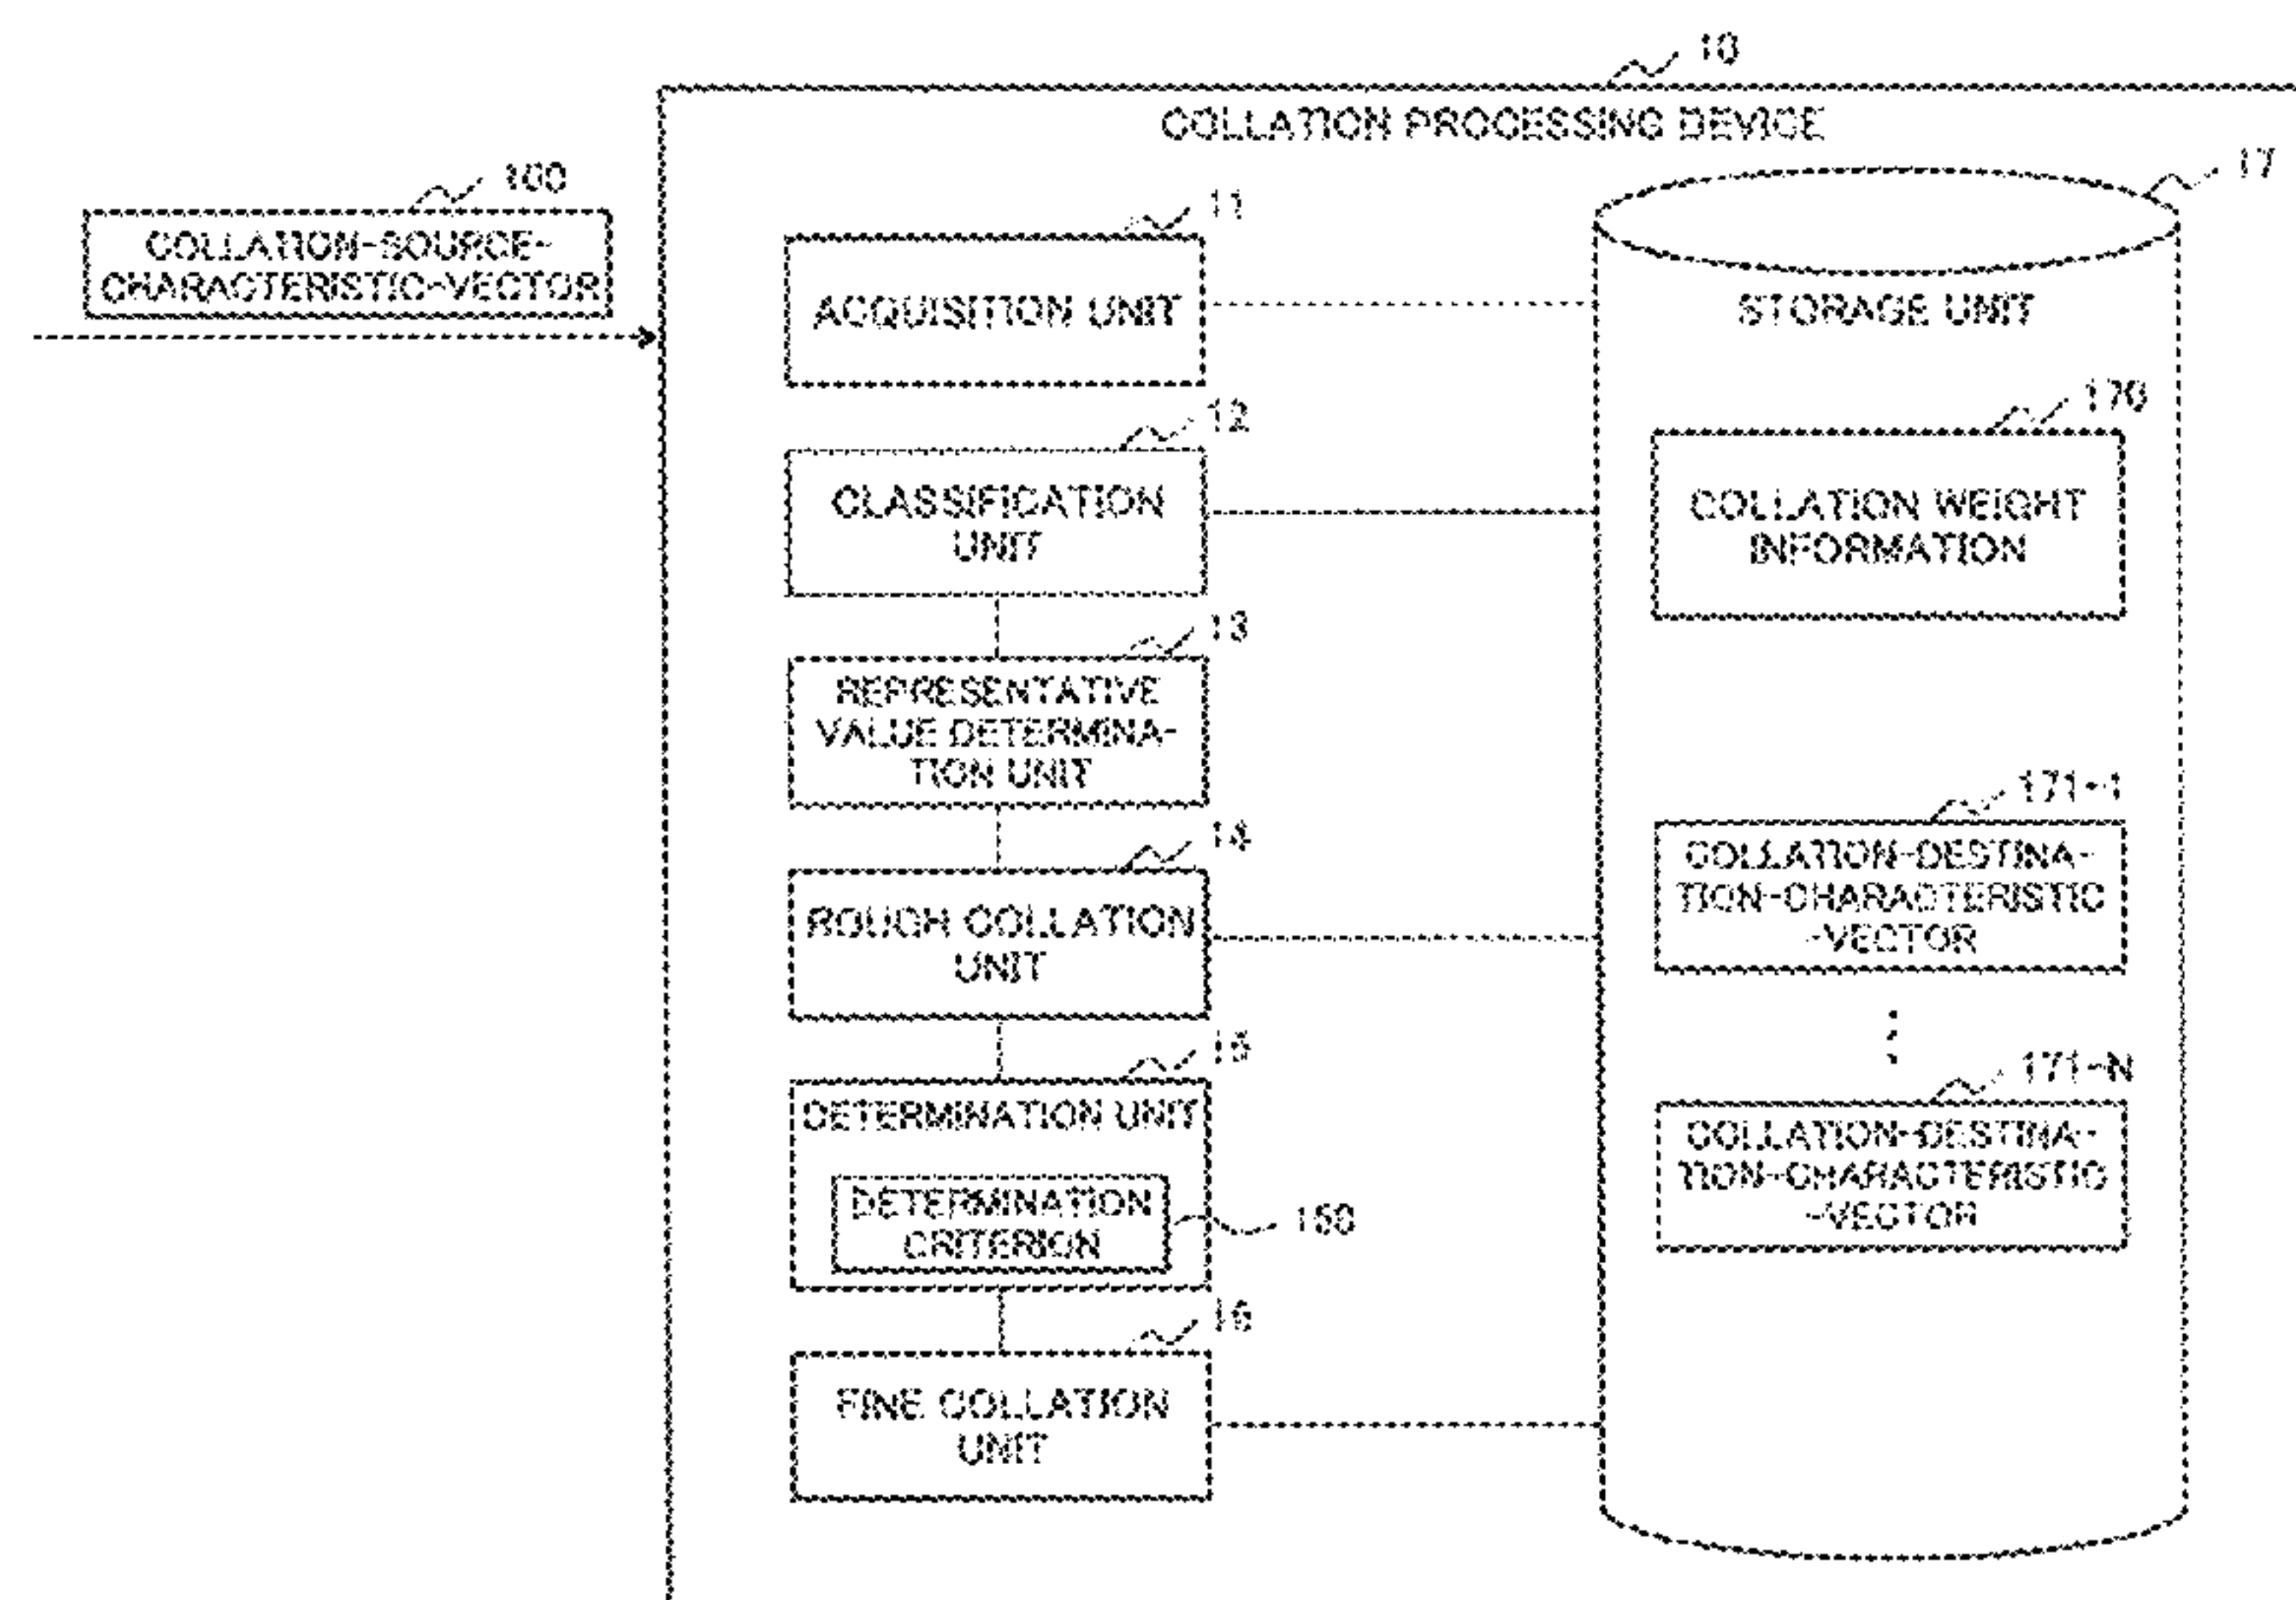 10
COLLATION PROCESSING DEVICE
100
COLLATION-SOURCE-
CHARACTERISTIC-VECTOR
11
ACQUISITION UNIT
17
STORAGE UNIT
12
CLASSIFICATION
UNIT
170
COLLATION WEIGHT
INFORMATION
13
REPRESENTATIVE
VALUE DETERMINA-
TION UNIT
14
ROUGH COLLATION
UNIT
171-1
COLLATION-DESTINA-
TION-CHARACTERISTIC
-VECTOR
15
DETERMINATION UNIT
DETERMINATION
CRITERION
150
171-N
COLLATION-DESTINA-
TION-CHARACTERISTIC
-VECTOR
16
FINE COLLATION
UNIT